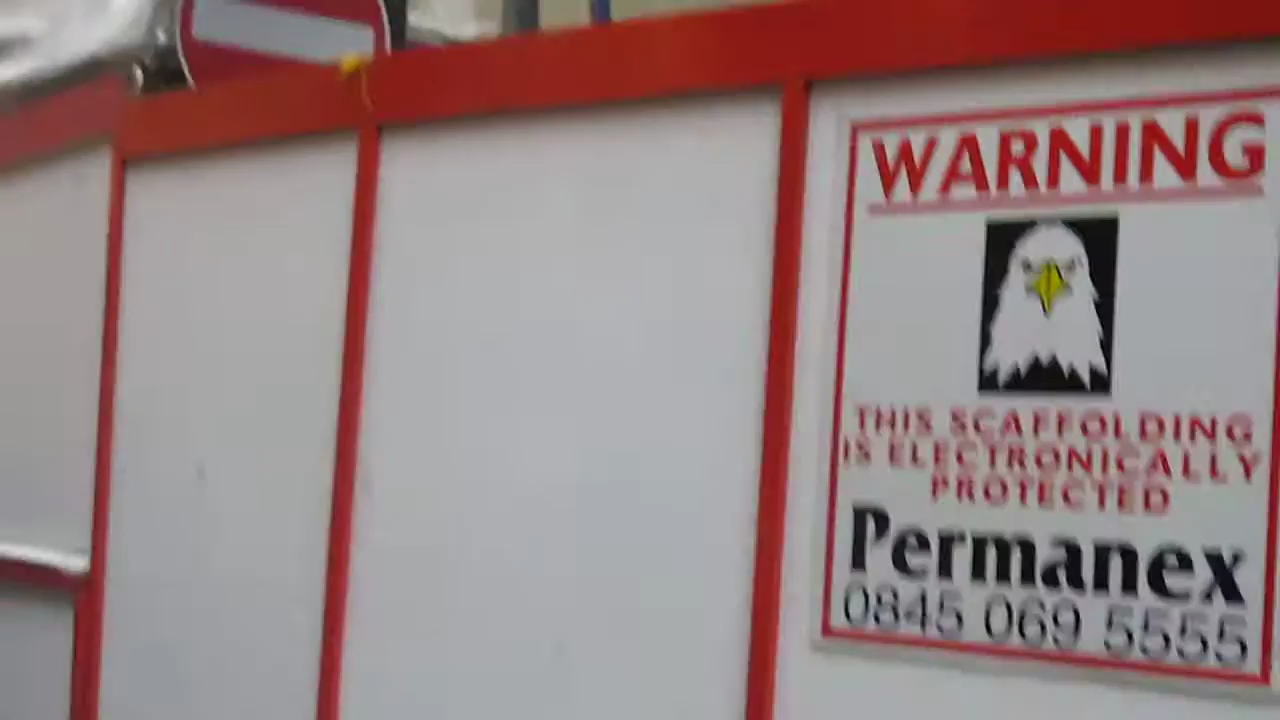 WARNING
THIS SCAFFOLDING
IS ELECTRONICALLY
PROTECTED
Permanex
0845 069 5555